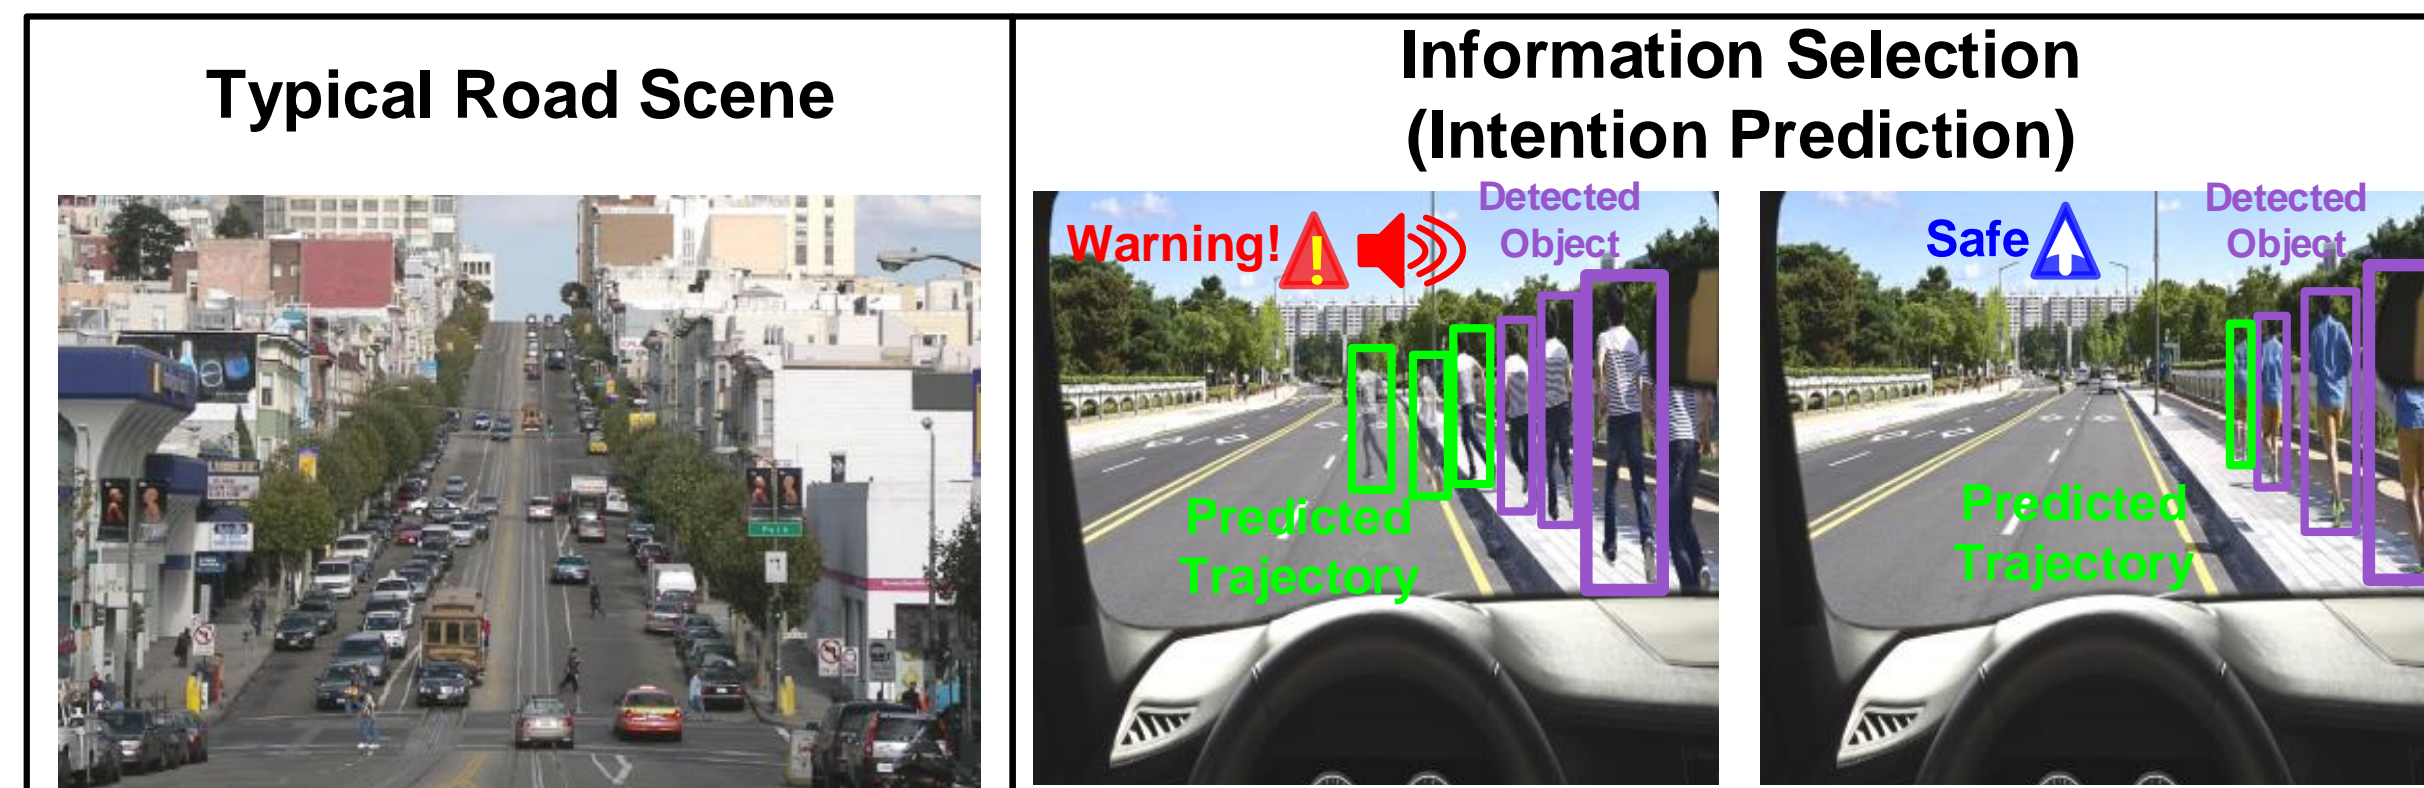 Typical Road Scene
Information Selection
(Intention Prediction)
Warning!
Detected
Object
Predicted
Trajectory
Safe
Detected
Object
Predicted
Trajectory